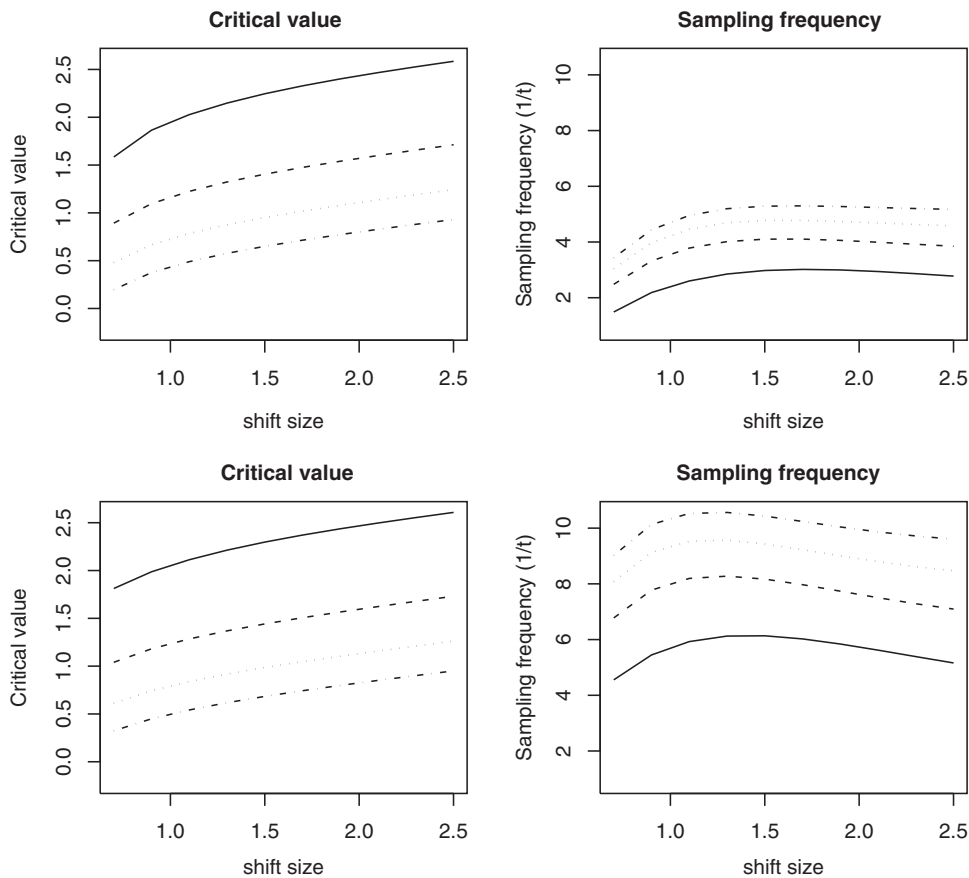 Critical value
Critical value
0.0 0.5 1.0 1.5 2.0 2.5
1.0 1.5 2.0 2.5
shift size
Sampling frequency
Sampling frequency (1/t)
2 4 6 8 10
1.0 1.5 2.0 2.5
shift size
Critical value
Critical value
0.0 0.5 1.0 1.5 2.0 2.5
1.0 1.5 2.0 2.5
shift size
Sampling frequency
Sampling frequency (1/t)
2 4 6 8 10
1.0 1.5 2.0 2.5
shift size